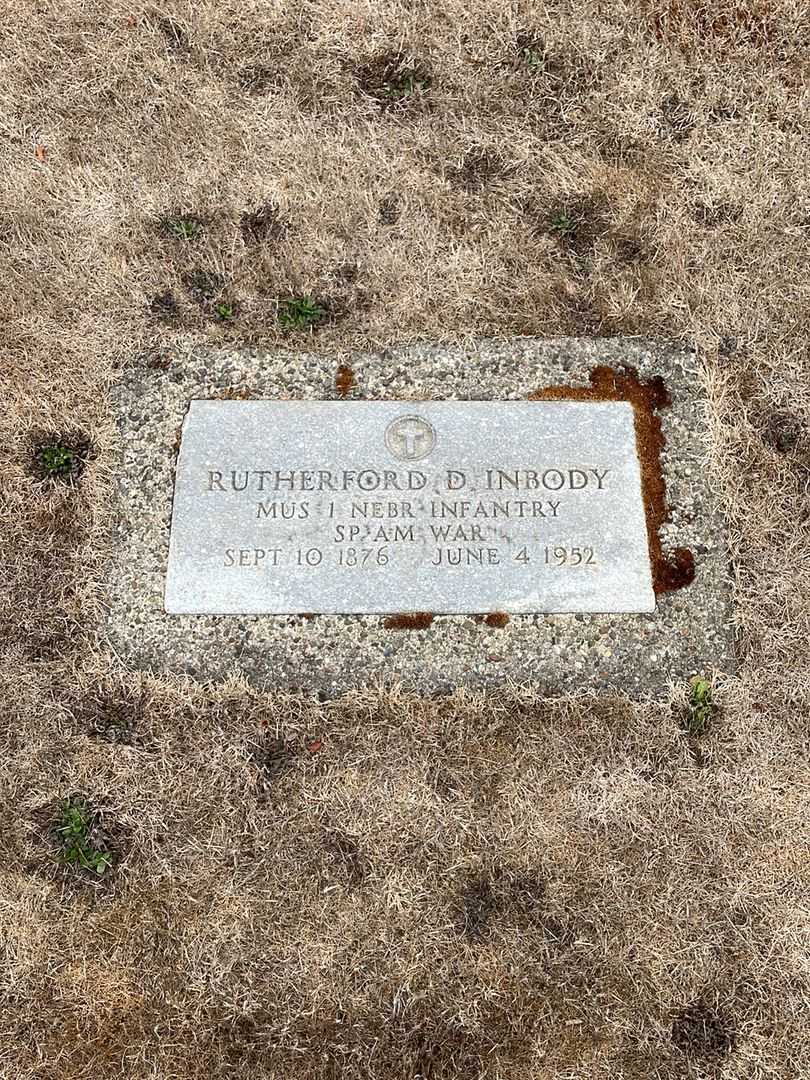 RUTHERFORD D INBODY
MUS 1 NEBR INFANTRY
SP AM WAR
SEPT 10 1876 JUNE 4 1952